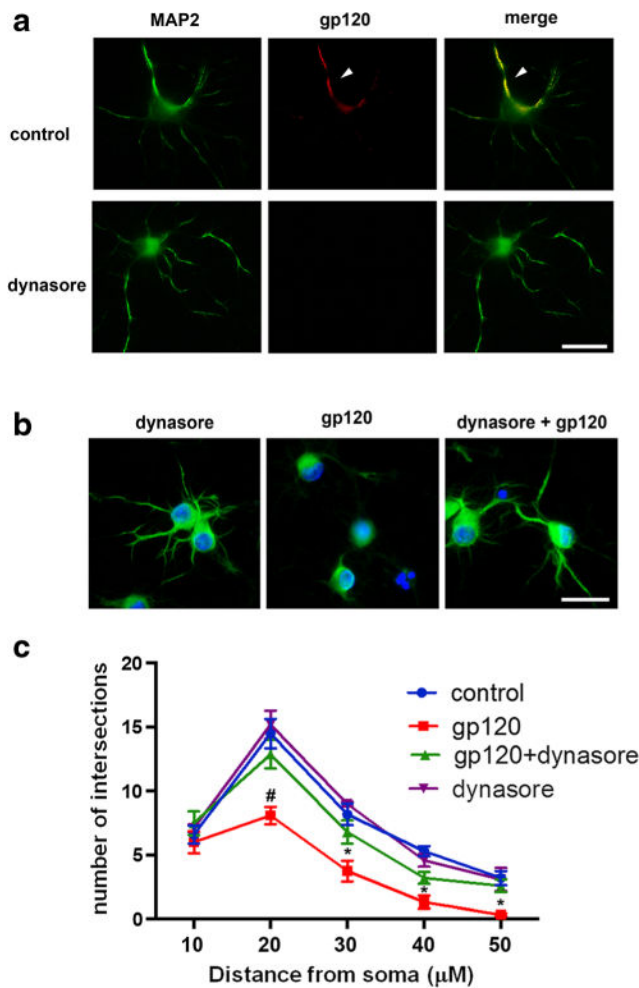 a
MAP2 gp120 merge
control
dynasore
b
dynasore gp120 dynasore + gp120
c
number of intersections
20
15
10
5
0
control
gp120
gp120+dynasore
dynasore
#
*
*
*
10 20 30 40 50
Distance from soma (μM)